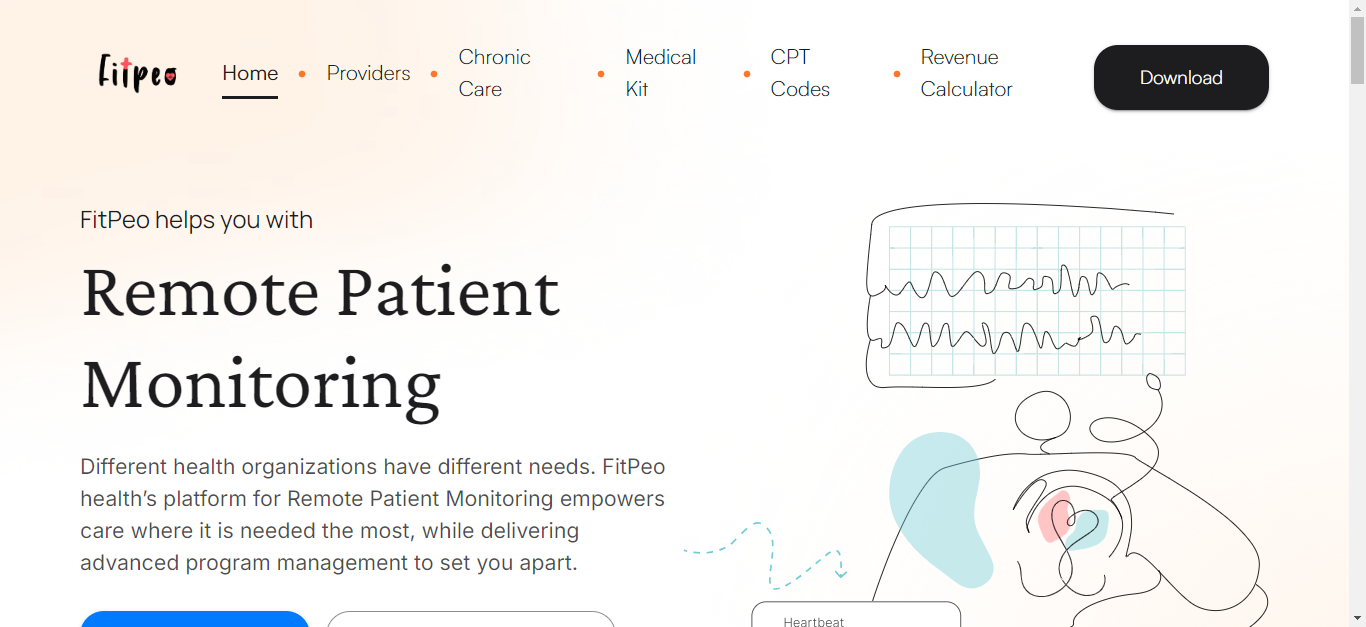 FitPeo
Home
Providers
Chronic
Care
Medical
Kit
CPT
Codes
Revenue
Calculator
Download
FitPeo helps you with
Remote Patient
Monitoring
Different health organizations have different needs. FitPeo
health’s platform for Remote Patient Monitoring empowers
care where it is needed the most, while delivering
advanced program management to set you apart.
Heartbeat